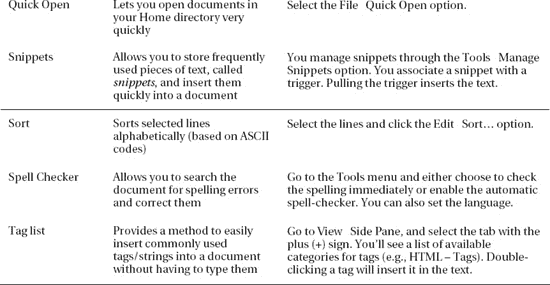 Quick Open Lets you open documents in Select the File Quick Open option.
your Home directory very
quickly
Snippets Allows you to store frequently You manage snippets through the Tools Manage
used pieces of text, called Snippets option. You associate a snippet with a
snippets, and insert them trigger. Pulling the trigger inserts the text.
quickly into a document
Sort Sorts selected lines Select the lines and click the Edit Sort… option.
alphabetically (based on ASCII
codes)
Spell Checker Allows you to search the Go to the Tools menu and either choose to check
document for spelling errors the spelling immediately or enable the automatic
and correct them spell-checker. You can also set the language.
Tag list Provides a method to easily Go to View Side Pane, and select the tab with the
insert commonly used plus (+) sign. You’ll see a list of available
tags/strings into a document categories for tags (e.g., HTML – Tags). Double-
without having to type them clicking a tag will insert it in the text.